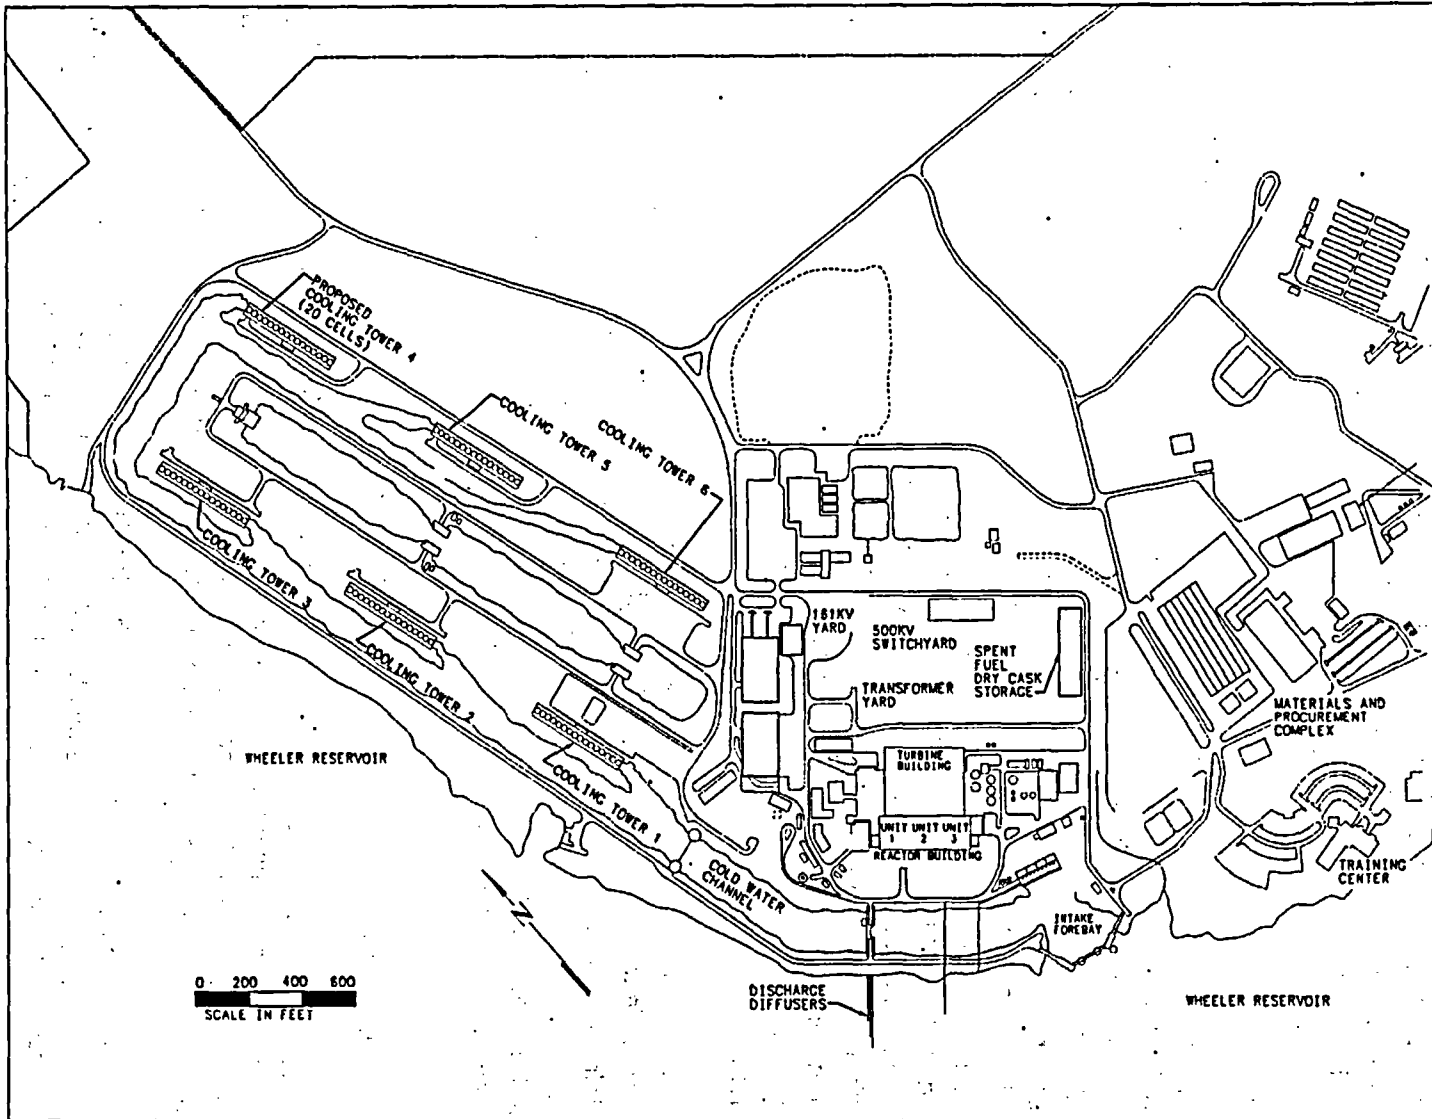 PROPOSED
COOLING TOWER 4
(20 CELLS)
COOLING TOWER 5
COOLING TOWER 6
COOLING TOWER 3
COOLING TOWER 2
COOLING TOWER 1
WHEELER RESERVOIR
161KV
YARD
500KV
SWITCHYARD
SPENT
FUEL
DRY CASK
STORAGE
TRANSFORMER
YARD
MATERIALS AND
PROCUREMENT
COMPLEX
TURBINE
BUILDING
UNIT UNIT UNIT
1 2 3
REACTOR BUILDING
TRAINING
CENTER
COLD WATER
CHANNEL
INTAKE
FOREBAY
N
0 200 400 600
SCALE IN FEET
DISCHARGE
DIFFUSERS
WHEELER RESERVOIR